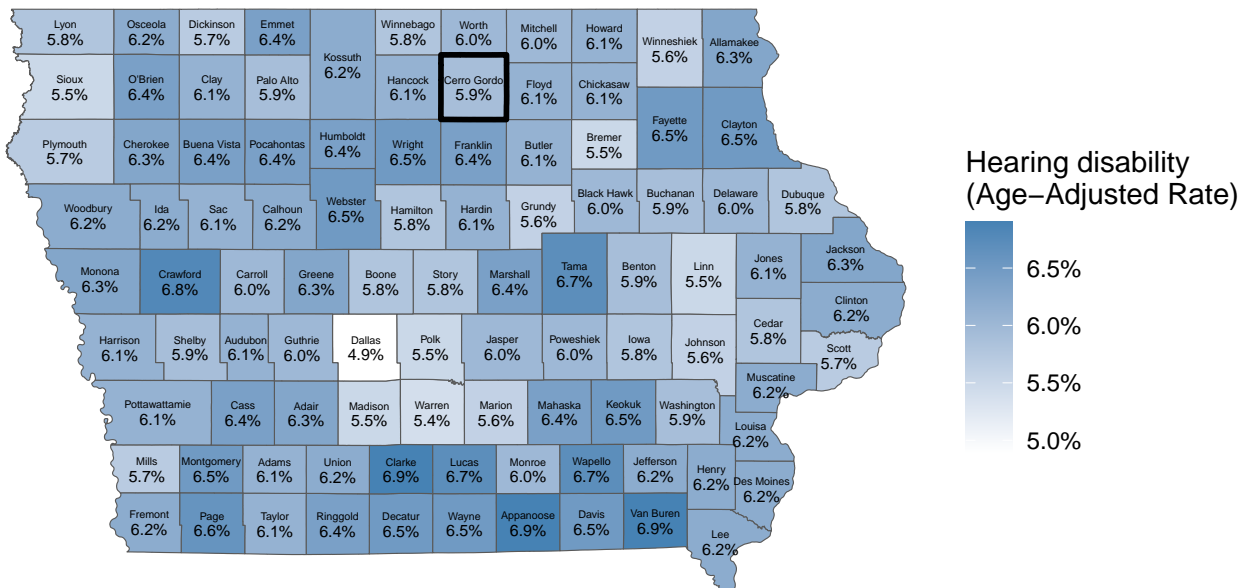 Lyon
5.8%
Osceola
6.2%
Dickinson
5.7%
Emmet
6.4%
Kossuth
6.2%
Winnebago
5.8%
Worth
6.0%
Mitchell
6.0%
Howard
6.1%
Winneshiek
5.6%
Allamakee
6.3%
Sioux
5.5%
O'Brien
6.4%
Clay
6.1%
Palo Alto
5.9%
Hancock
6.1%
Cerro Gordo
5.9%
Floyd
6.1%
Chickasaw
6.1%
Fayette
6.5%
Clayton
6.5%
Plymouth
5.7%
Cherokee
6.3%
Buena Vista
6.4%
Pocahontas
6.4%
Humboldt
6.4%
Wright
6.5%
Franklin
6.4%
Butler
6.1%
Bremer
5.5%
Woodbury
6.2%
Ida
6.2%
Sac
6.1%
Calhoun
6.2%
Webster
6.5%
Hamilton
5.8%
Hardin
6.1%
Grundy
5.6%
Black Hawk
6.0%
Buchanan
5.9%
Delaware
6.0%
Dubuque
5.8%
Monona
6.3%
Crawford
6.8%
Carroll
6.0%
Greene
6.3%
Boone
5.8%
Story
5.8%
Marshall
6.4%
Tama
6.7%
Benton
5.9%
Linn
5.5%
Jones
6.1%
Jackson
6.3%
Clinton
6.2%
Harrison
6.1%
Shelby
5.9%
Audubon
6.1%
Guthrie
6.0%
Dallas
4.9%
Polk
5.5%
Jasper
6.0%
Poweshiek
6.0%
Iowa
5.8%
Johnson
5.6%
Cedar
5.8%
Scott
5.7%
Muscatine
6.2%
Pottawattamie
6.1%
Cass
6.4%
Adair
6.3%
Madison
5.5%
Warren
5.4%
Marion
5.6%
Mahaska
6.4%
Keokuk
6.5%
Washington
5.9%
Louisa
6.2%
Mills
5.7%
Montgomery
6.5%
Adams
6.1%
Union
6.2%
Clarke
6.9%
Lucas
6.7%
Monroe
6.0%
Wapello
6.7%
Jefferson
6.2%
Henry
6.2%
Des Moines
6.2%
Fremont
6.2%
Page
6.6%
Taylor
6.1%
Ringgold
6.4%
Decatur
6.5%
Wayne
6.5%
Appanoose
6.9%
Davis
6.5%
Van Buren
6.9%
Lee
6.2%
Hearing disability
(Age−Adjusted Rate)
6.5%
6.0%
5.5%
5.0%